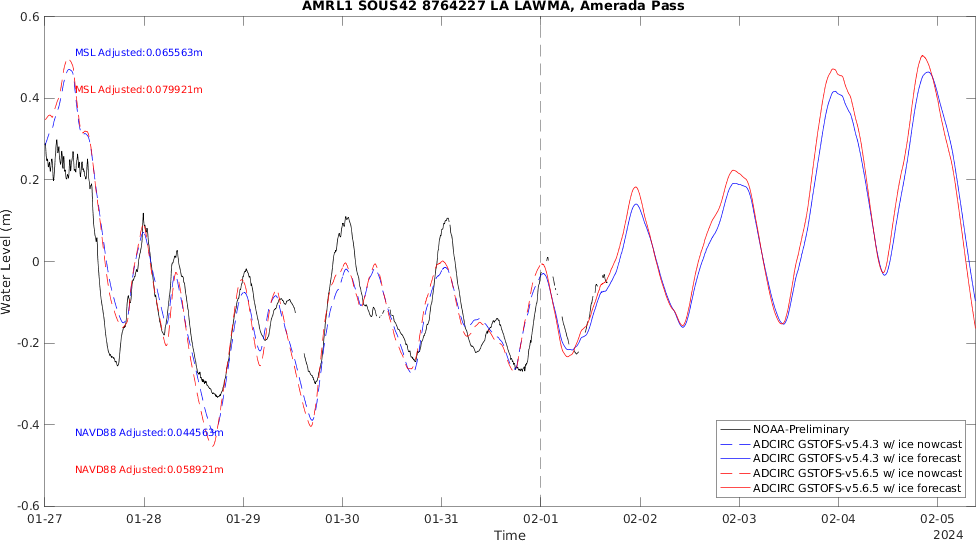 AMRL1 SOUS42 8764227 LA LAWMA, Amerada Pass
0.6
0.4
0.2
0
-0.2
-0.4
-0.6
Water Level (m)
MSL Adjusted:0.065563m
MSL Adjusted:0.079921m
NAVD88 Adjusted:0.044563m
NAVD88 Adjusted:0.058921m
NOAA-Preliminary
ADCIRC GSTOFS-v5.4.3 w/ ice nowcast
ADCIRC GSTOFS-v5.4.3 w/ ice forecast
ADCIRC GSTOFS-v5.6.5 w/ ice nowcast
ADCIRC GSTOFS-v5.6.5 w/ ice forecast
01-27 01-28 01-29 01-30 01-31 02-01 02-02 02-03 02-04 02-05
Time
2024